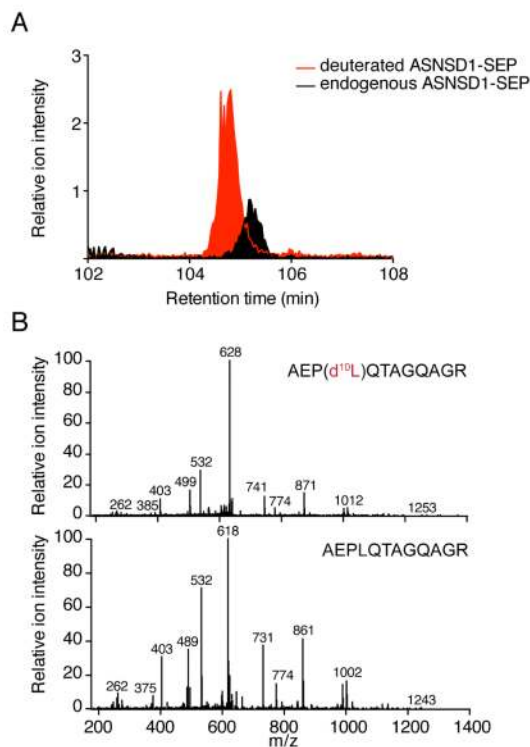 A
deuterated ASNSD1-SEP
endogenous ASNSD1-SEP
Relative ion intensity
3
2
1
102 104 106 108
Retention time (min)
B
AEP(d¹⁰L)QTAGQAGR
Relative ion intensity
100
80
60
40
20
0
262 385 403 499 532 628 741 774 871 1012 1253
AEPLQTAGQAGR
Relative ion intensity
100
80
60
40
20
0
262 375 403 489 532 618 731 774 861 1002 1243
200 400 600 800 1000 1200 1400
m/z